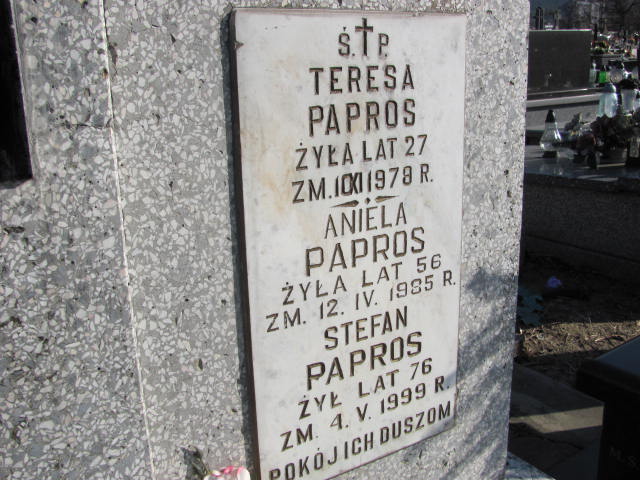 Ś P.
TERESA
PAPROS
ŻYŁA LAT 27
ZM. 10 XI 1978 R.
ANIELA
PAPROS
ŻYŁA LAT 56
ZM. 12. IV. 1985 R.
STEFAN
PAPROS
ŻYŁ LAT 76
ZM. 4. V. 1999 R.
POKÓJ ICH DUSZOM